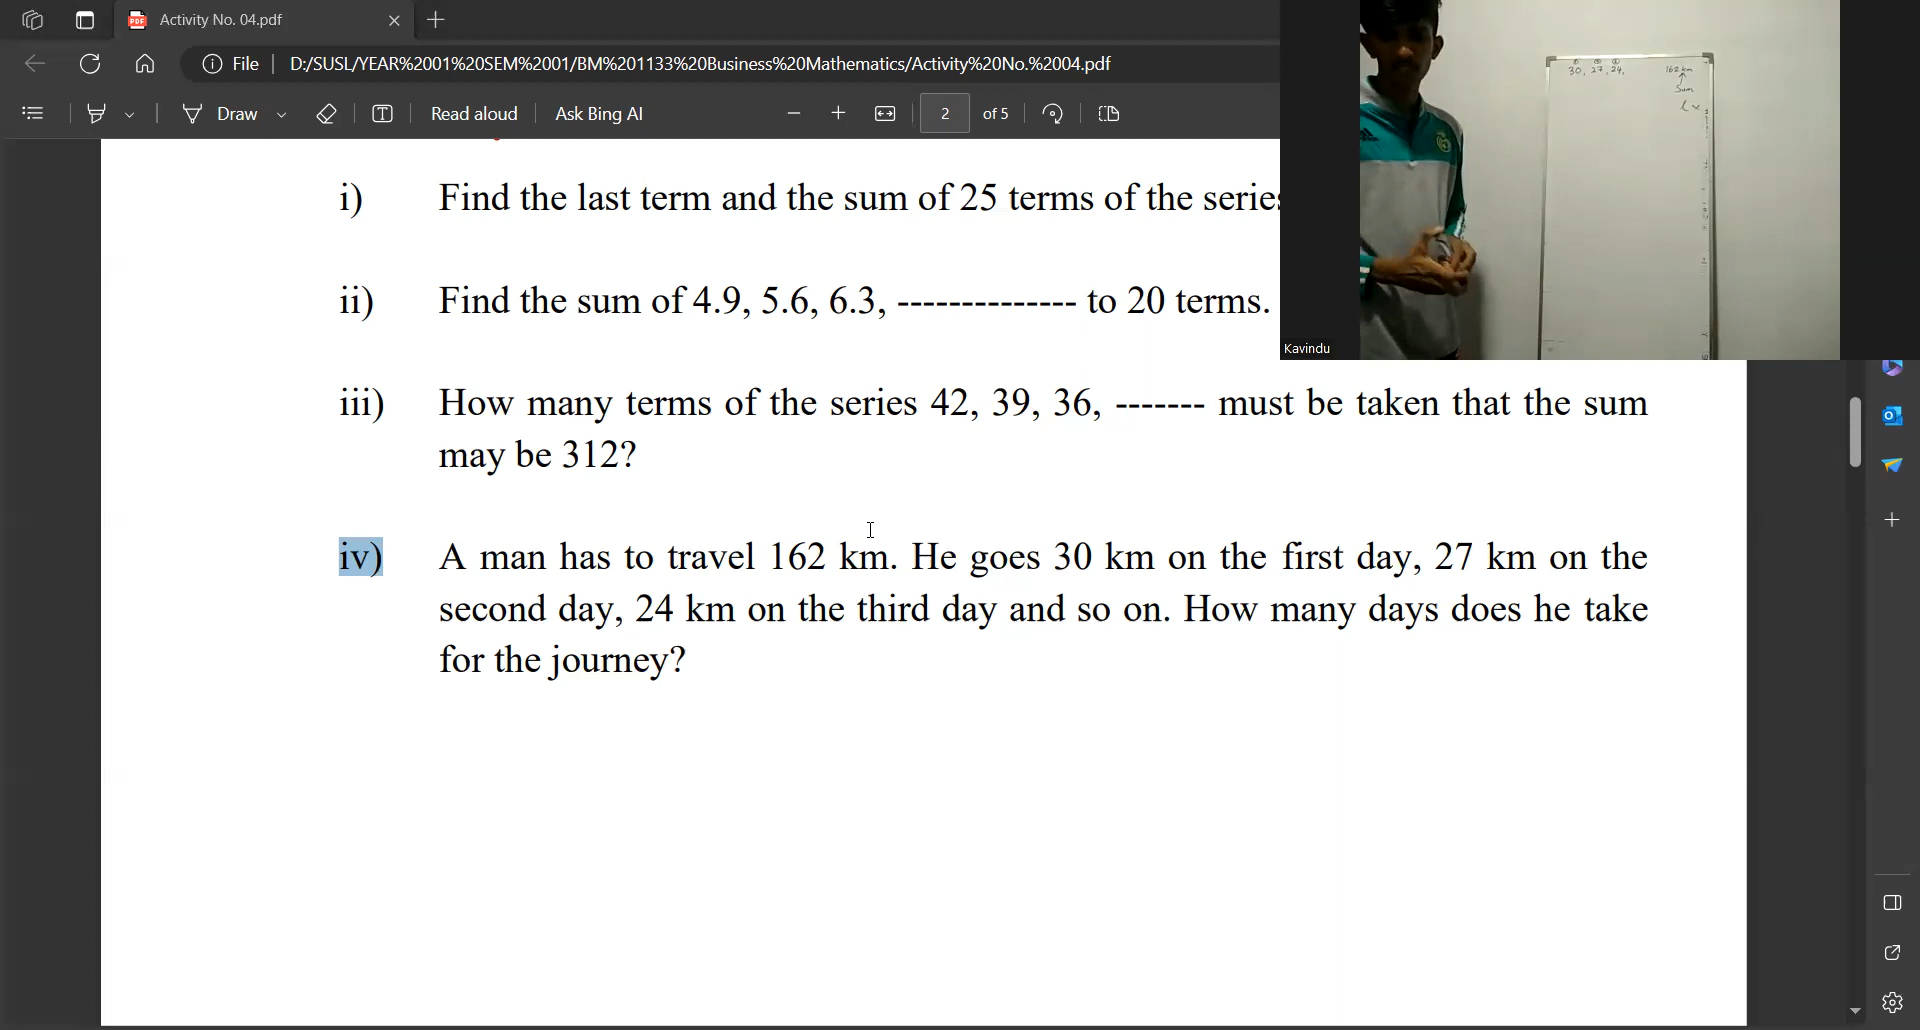 Activity No. 04.pdf
File
D:/SUSL/YEAR%2001%20SEM%2001/BM%201133%20Business%20Mathematics/Activity%20No.%2004.pdf
Draw
Read aloud
Ask Bing AI
2 of 5
30, 27, 24,
162 km
Sum
i) Find the last term and the sum of 25 terms of the series
ii) Find the sum of 4.9, 5.6, 6.3, -------------- to 20 terms.
Kavindu
iii) How many terms of the series 42, 39, 36, ------- must be taken that the sum
may be 312?
iv) A man has to travel 162 km. He goes 30 km on the first day, 27 km on the
second day, 24 km on the third day and so on. How many days does he take
for the journey?